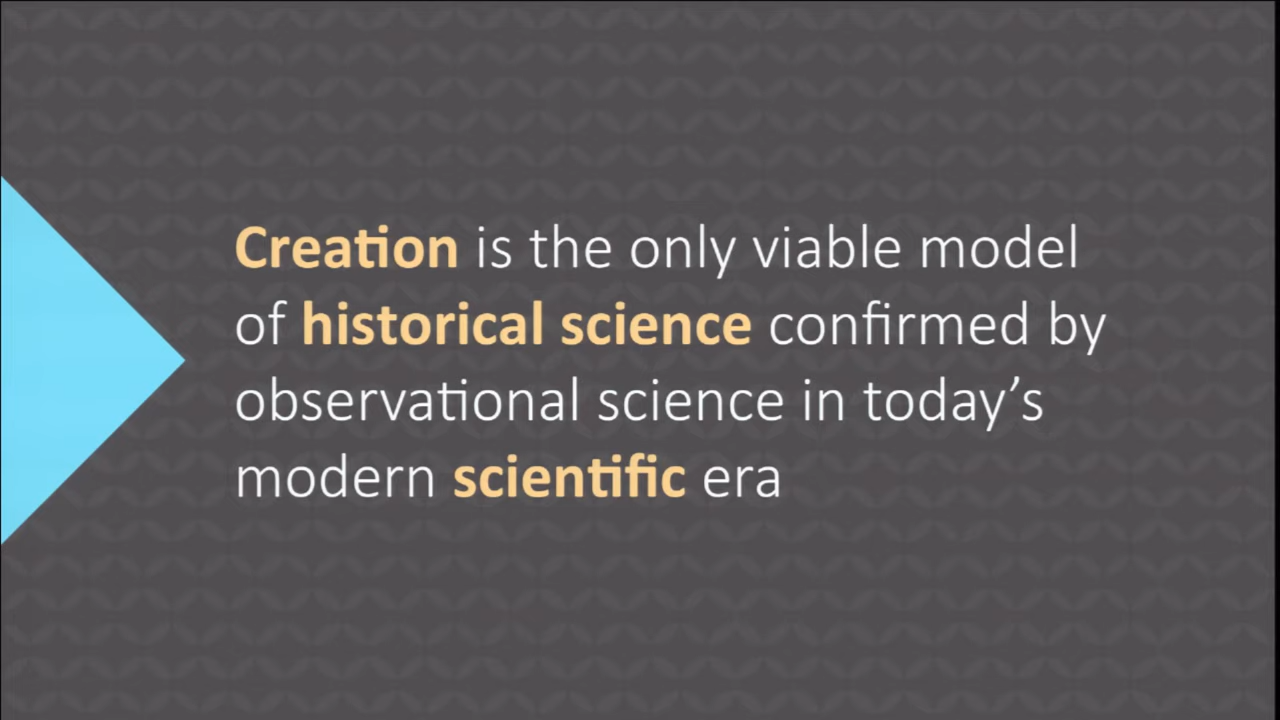 Creation is the only viable model
of historical science confirmed by
observational science in today’s
modern scientific era